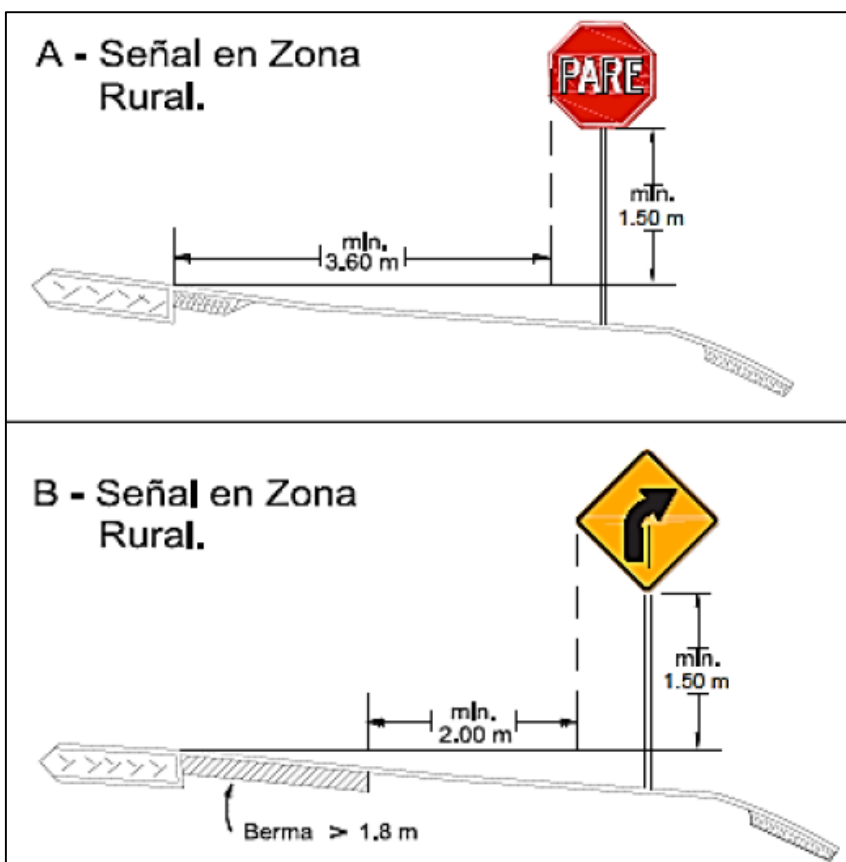 A - Señal en Zona
Rural.
PARE
mín.
1.50 m
mín.
3.60 m
B - Señal en Zona
Rural.
mín.
1.50 m
mín.
2.00 m
Berma > 1.8 m